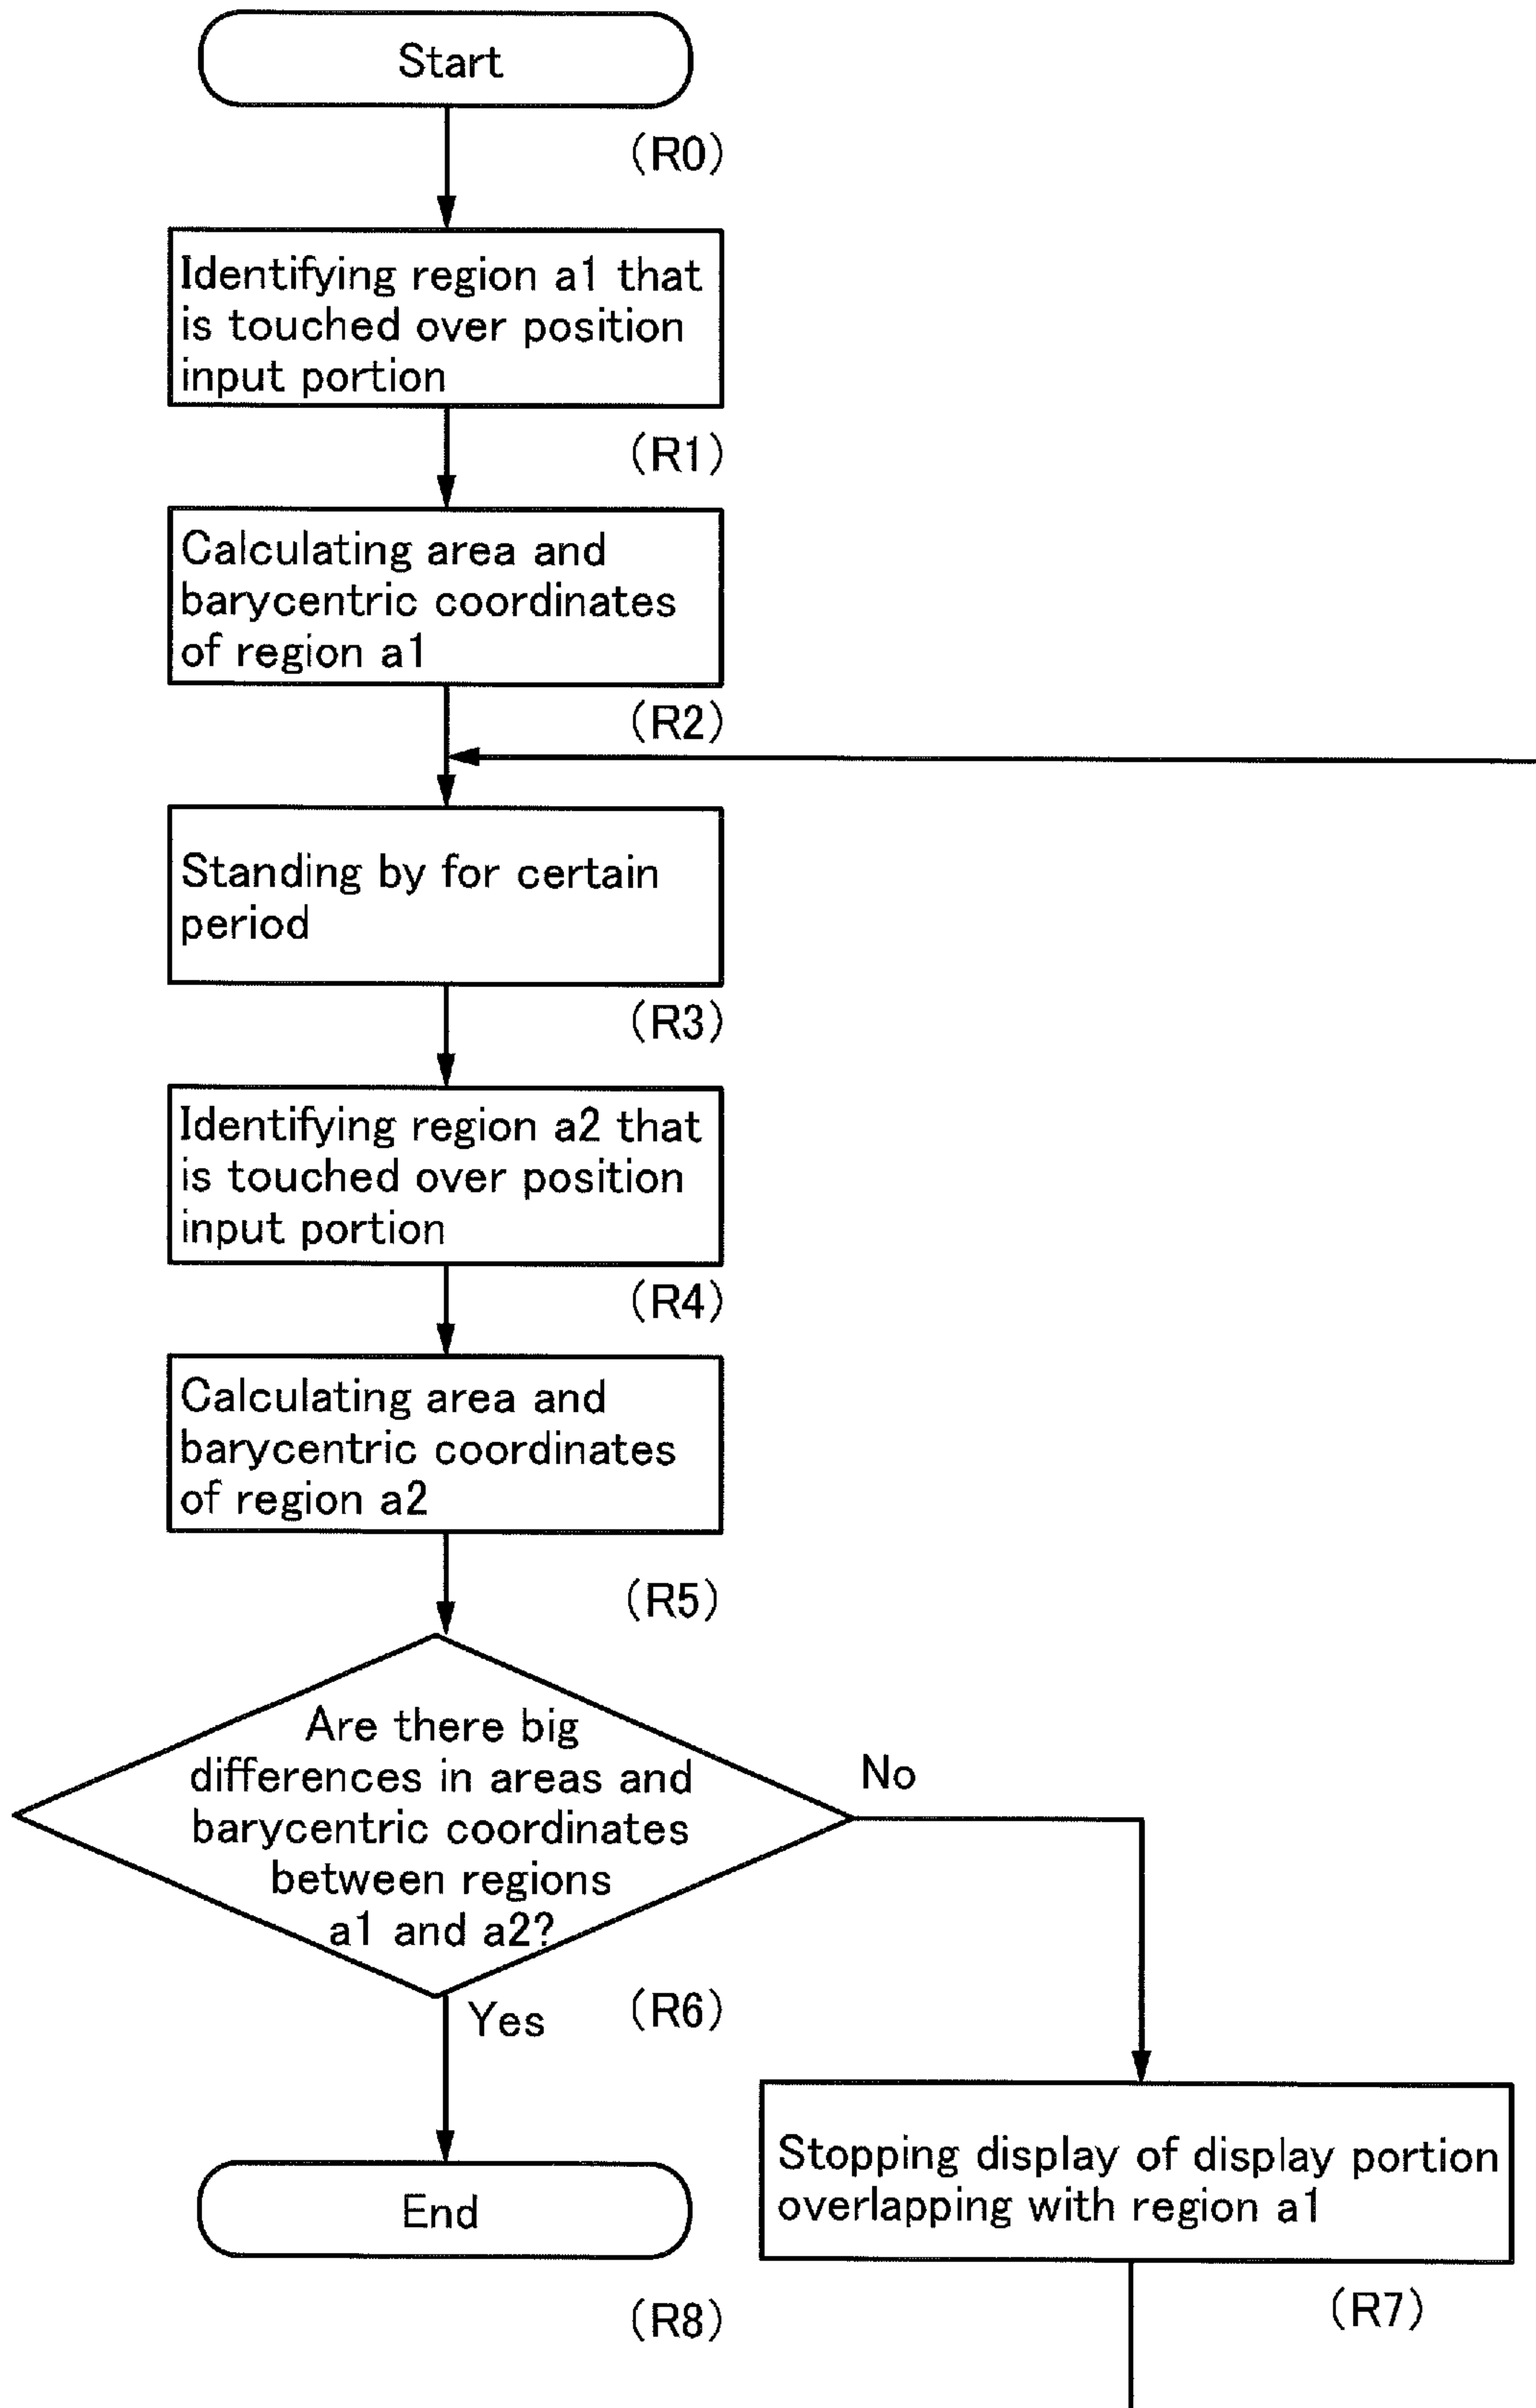 Start
(R0)
Identifying region a1 that
is touched over position
input portion
(R1)
Calculating area and
barycentric coordinates
of region a1
(R2)
Standing by for certain
period
(R3)
Identifying region a2 that
is touched over position
input portion
(R4)
Calculating area and
barycentric coordinates
of region a2
(R5)
Are there big
differences in areas and
barycentric coordinates
between regions
a1 and a2?
No
Yes
(R6)
Stopping display of display portion
overlapping with region a1
(R7)
End
(R8)